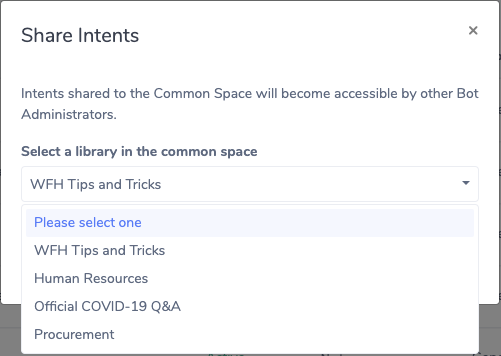 Share Intents
×
Intents shared to the Common Space will become accessible by other Bot
Administrators.
Select a library in the common space
WFH Tips and Tricks
Please select one
WFH Tips and Tricks
Human Resources
Official COVID-19 Q&A
Procurement